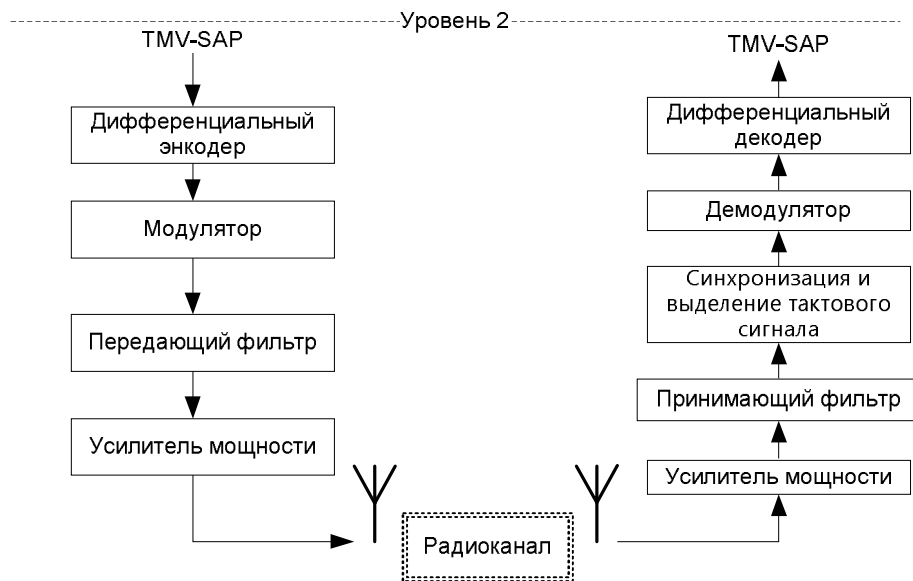 Уровень 2
TMV-SAP
Дифференциальный
энкодер
Модулятор
Передающий фильтр
Усилитель мощности
Радиоканал
TMV-SAP
Дифференциальный
декодер
Демодулятор
Синхронизация и
выделение тактового
сигнала
Принимающий фильтр
Усилитель мощности